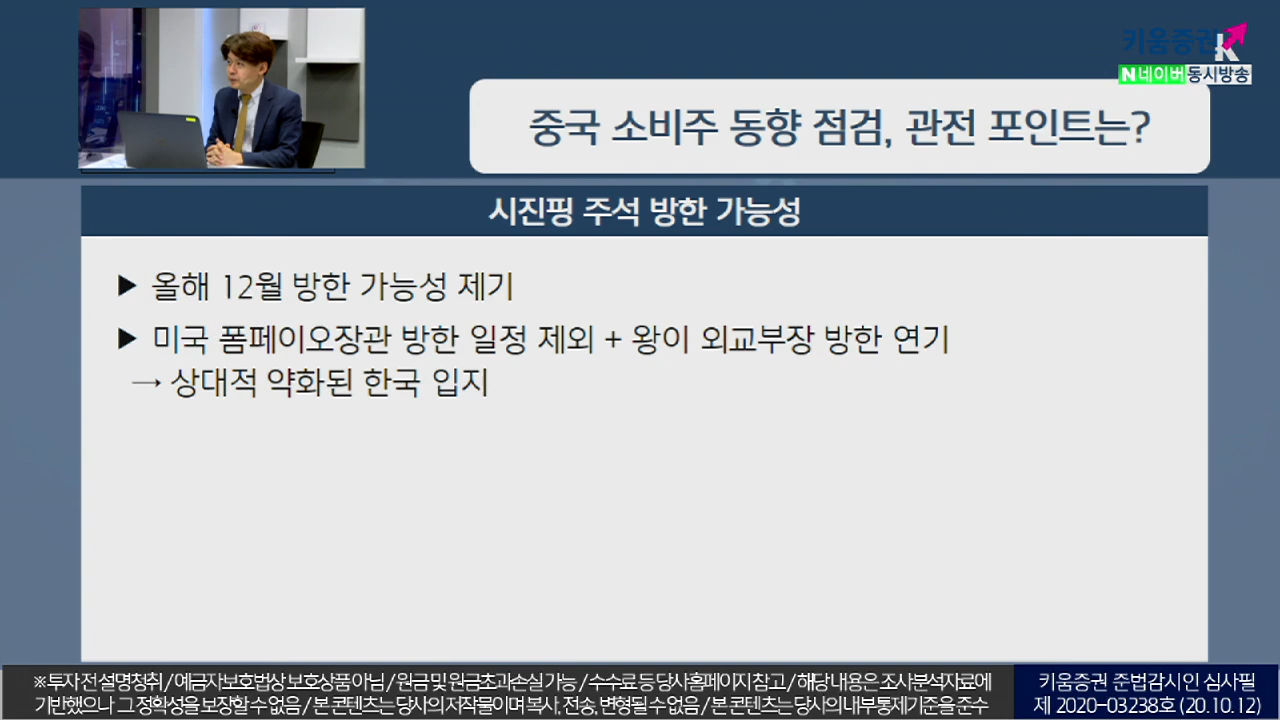 키움증권
N 네이버 동시방송
중국 소비주 동향 점검, 관전 포인트는?
시진핑 주석 방한 가능성
▶ 올해 12월 방한 가능성 제기
▶ 미국 폼페이오장관 방한 일정 제외 + 왕이 외교부장 방한 연기
→ 상대적 약화된 한국 입지
※ 투자 전 설명청취 / 예금자보호법상 보호상품 아님 / 원금 및 원금초과손실 가능 / 수수료 등 당사홈페이지 참고 / 해당 내용은 조사분석자료에
기반했으나 그 정확성을 보장할 수 없음 / 본 콘텐츠는 당사의 저작물이며 복사, 전송, 변형될 수 없음 / 본 콘텐츠는 당사의 내부통제기준을 준수
키움증권 준법감시인 심사필
제 2020-03238호 (20.10.12)